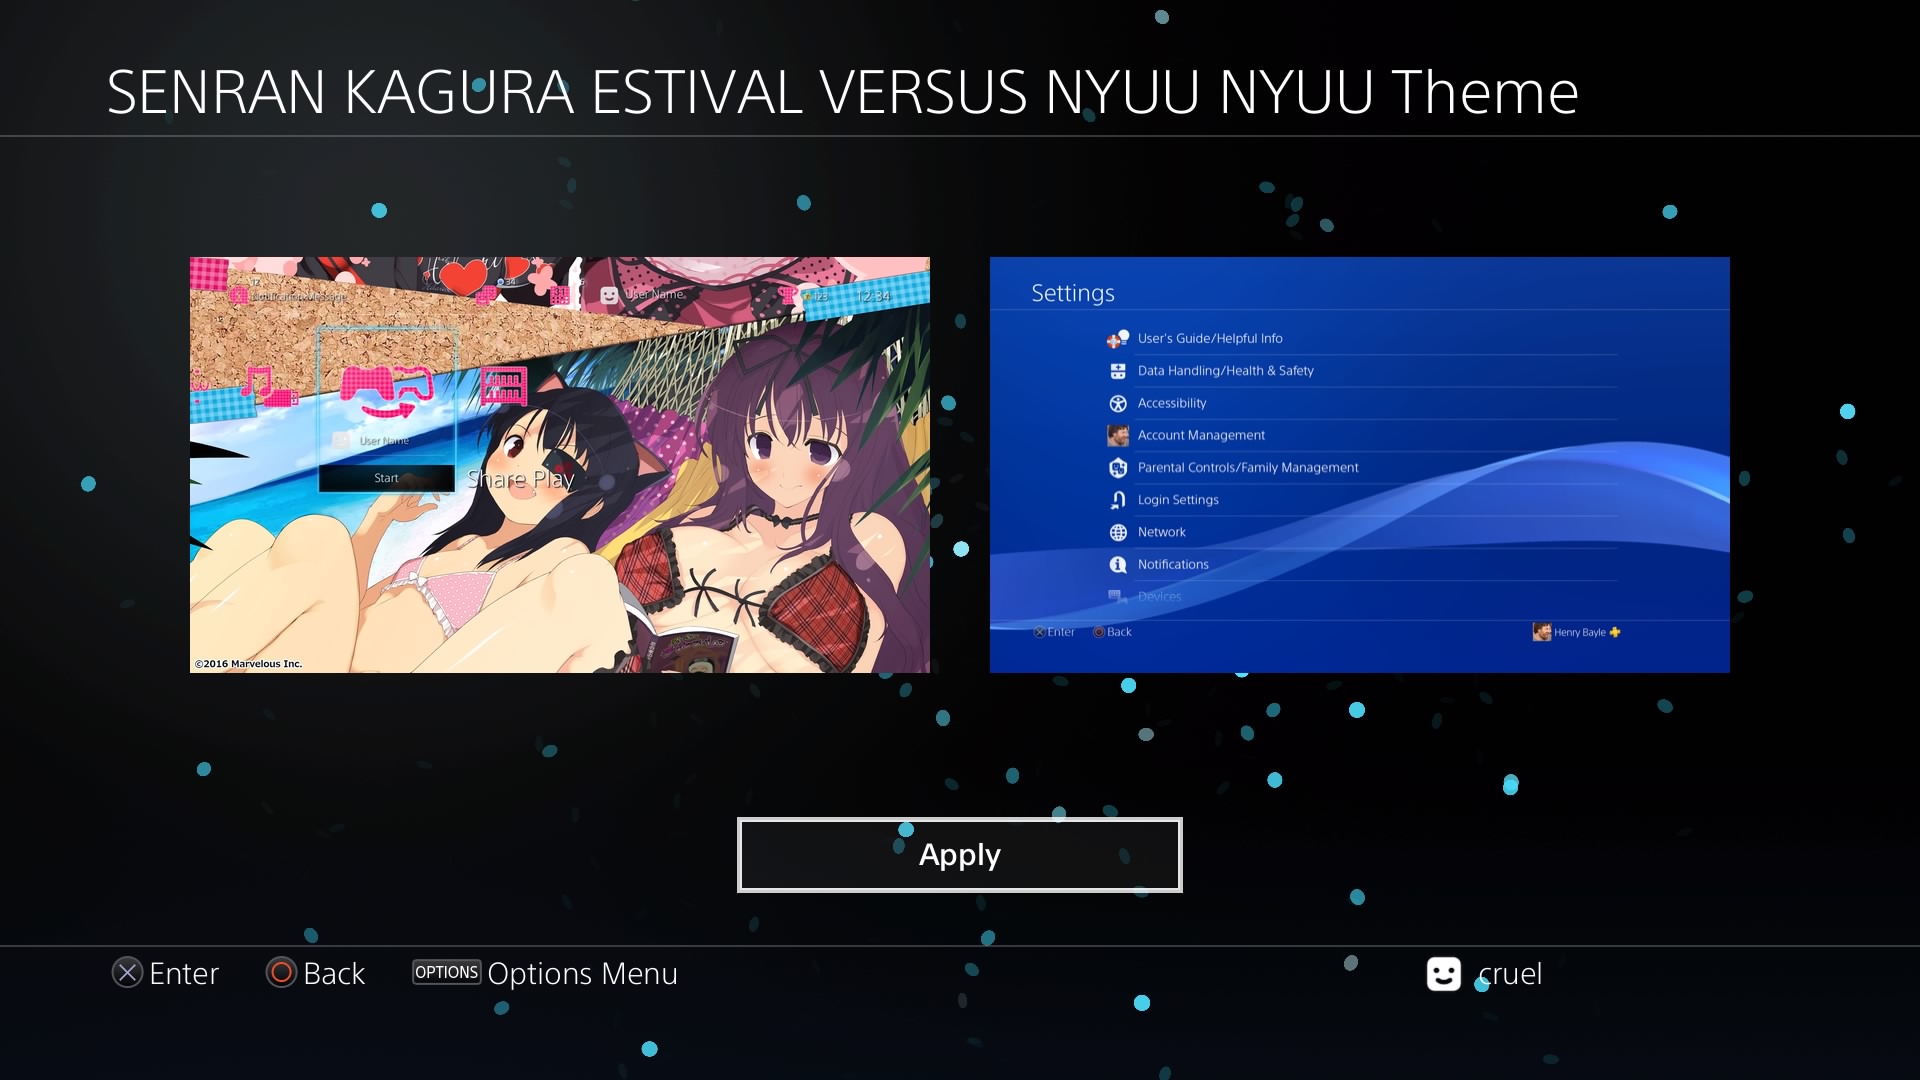 SENRAN KAGURA ESTIVAL VERSUS NYUU NYUU Theme
12
Notification Message
34
31
User Name
123
12:34
User Name
Start
Share Play
©2016 Marvelous Inc.
Settings
User's Guide/Helpful Info
Data Handling/Health & Safety
Accessibility
Account Management
Parental Controls/Family Management
Login Settings
Network
Notifications
Devices
Enter
Back
Henry Bayle
Apply
Enter
Back
OPTIONS Options Menu
cruel